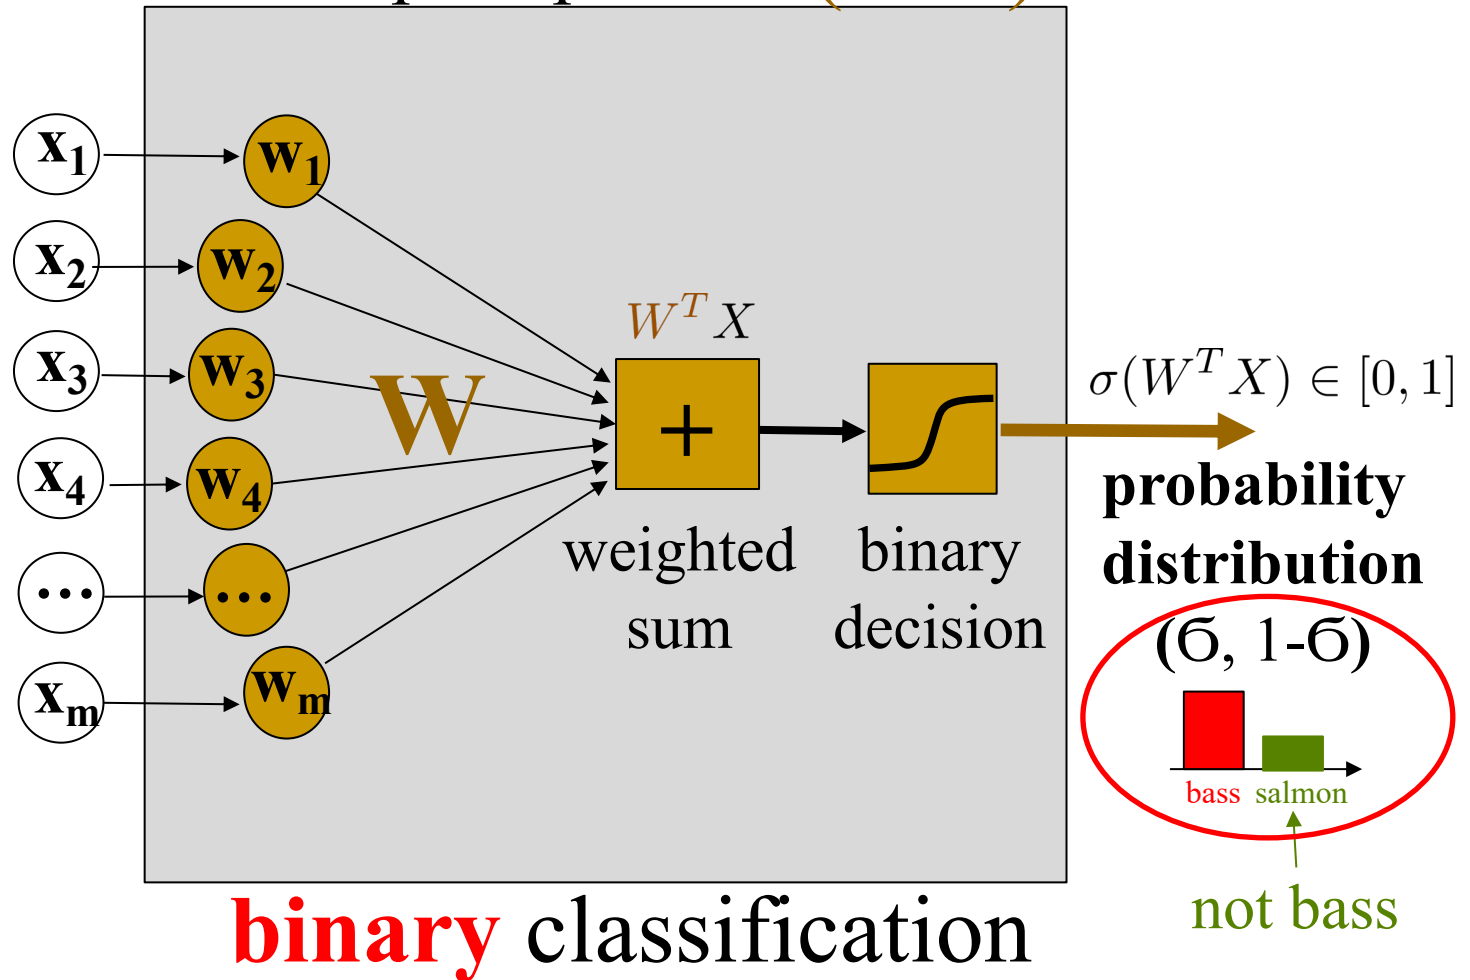 x₁ w₁
x₂ w₂
x₃ w₃
x₄ w₄
... ...
xₘ wₘ
W
W^T X
+
weighted
sum
binary
decision
σ(W^T X) ∈ [0, 1]
probability
distribution
(б, 1-б)
bass salmon
not bass
binary classification